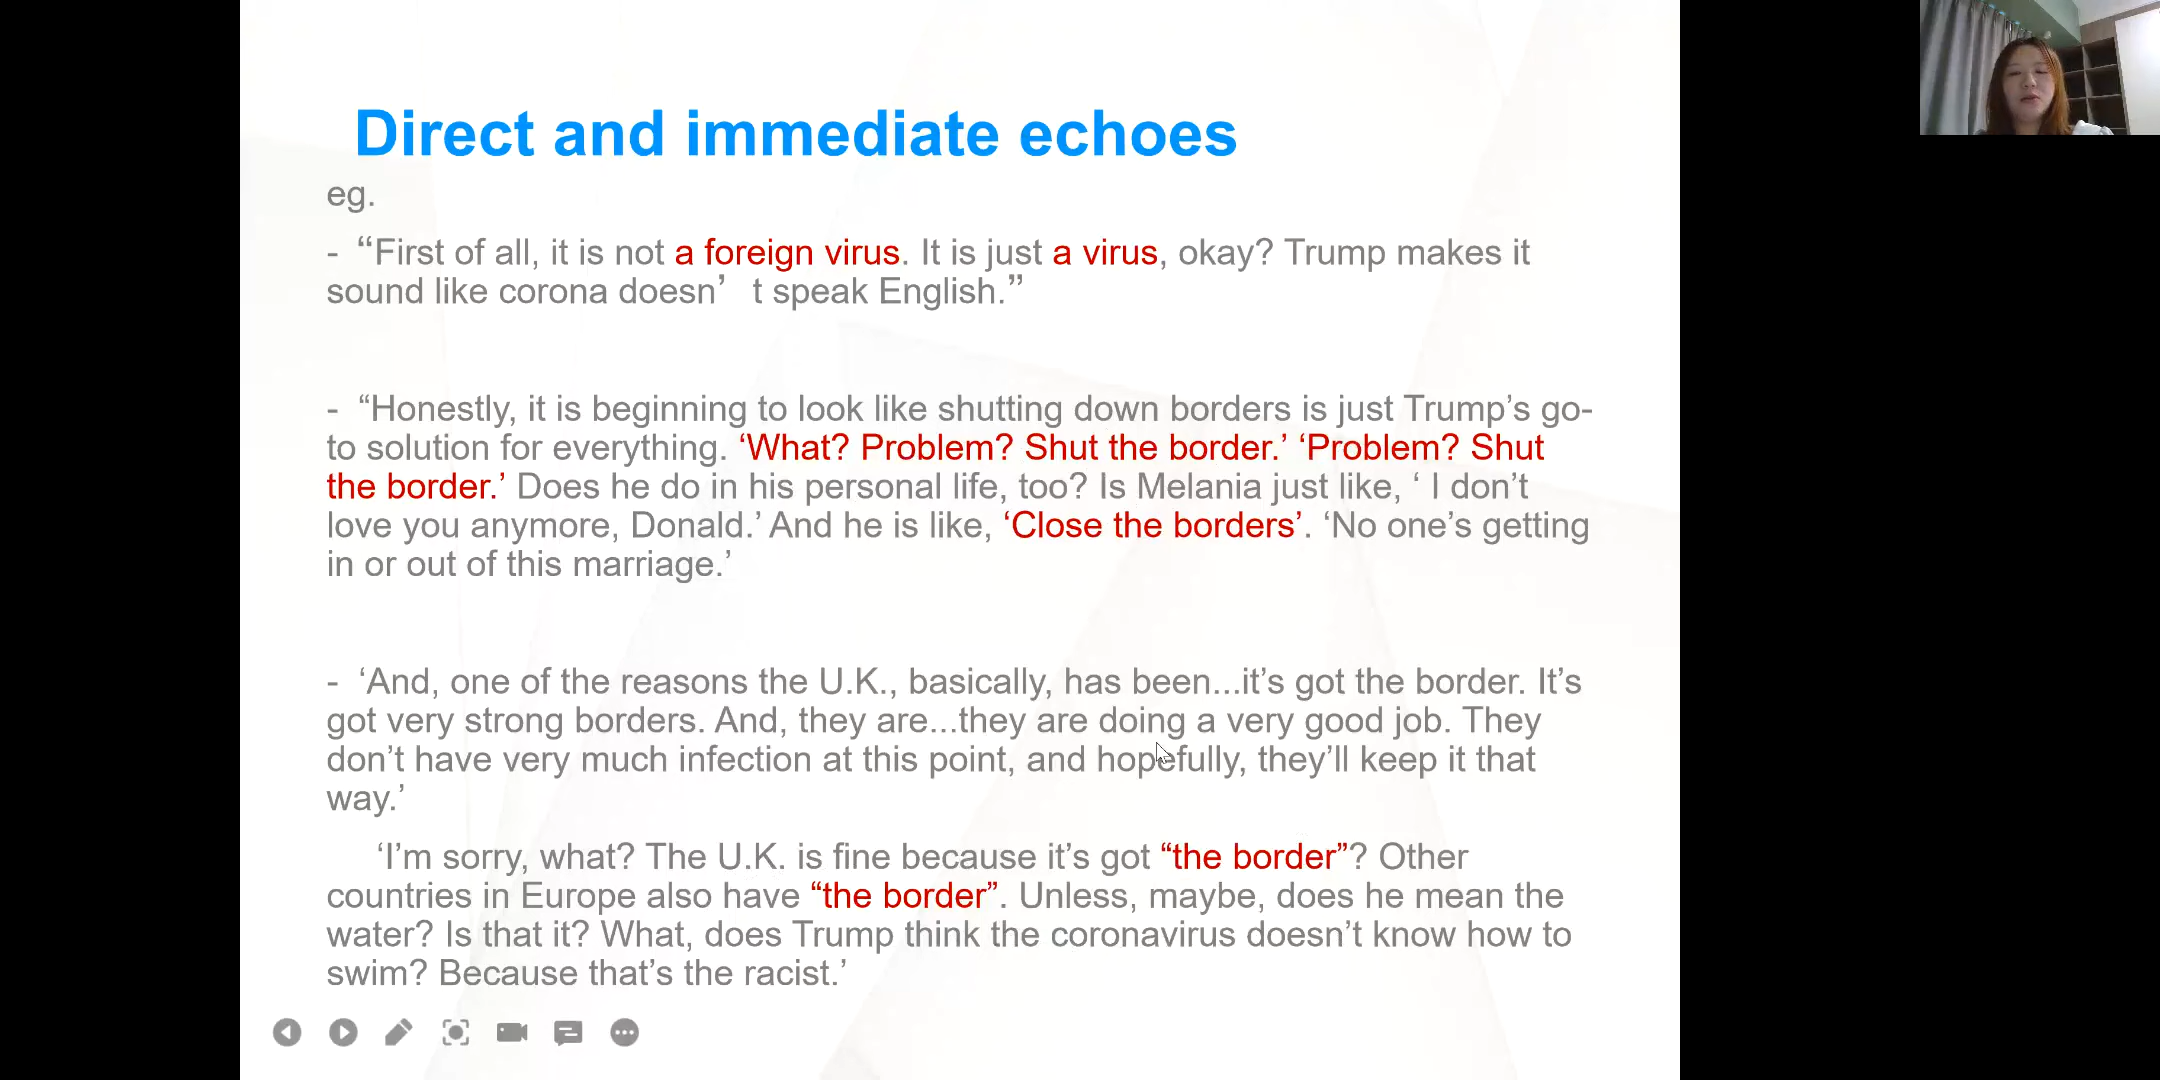 Direct and immediate echoes
eg.
- “First of all, it is not a foreign virus. It is just a virus, okay? Trump makes it
sound like corona doesn’ t speak English.”
- “Honestly, it is beginning to look like shutting down borders is just Trump’s go-
to solution for everything. ‘What? Problem? Shut the border.’ ‘Problem? Shut
the border.’ Does he do in his personal life, too? Is Melania just like, ‘ I don’t
love you anymore, Donald.’ And he is like, ‘Close the borders’. ‘No one’s getting
in or out of this marriage.’
- ‘And, one of the reasons the U.K., basically, has been...it’s got the border. It’s
got very strong borders. And, they are...they are doing a very good job. They
don’t have very much infection at this point, and hopefully, they’ll keep it that
way.’
‘I’m sorry, what? The U.K. is fine because it’s got “the border”? Other
countries in Europe also have “the border”. Unless, maybe, does he mean the
water? Is that it? What, does Trump think the coronavirus doesn’t know how to
swim? Because that’s the racist.’